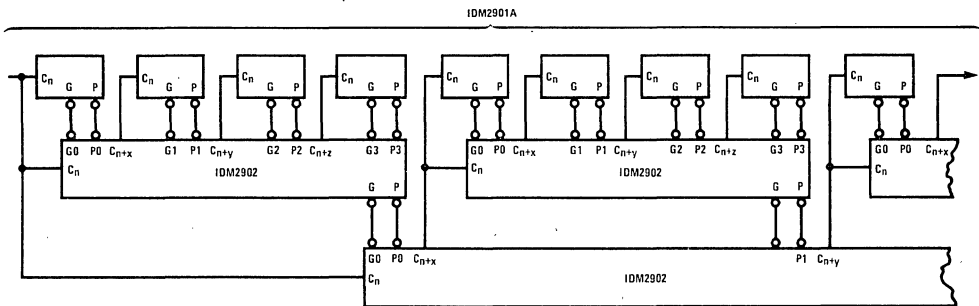 IDM2901A
Cn G P Cn G P Cn G P Cn G P Cn G P Cn G P Cn G P Cn G P Cn G P
G0 P0 Cn+x G1 P1 Cn+y G2 P2 Cn+z G3 P3 G0 P0 Cn+x G1 P1 Cn+y G2 P2 Cn+z G3 P3 G0 P0 Cn+x
Cn IDM2902 Cn IDM2902 Cn
G P G P
G0 P0 Cn+x P1 Cn+y
Cn IDM2902